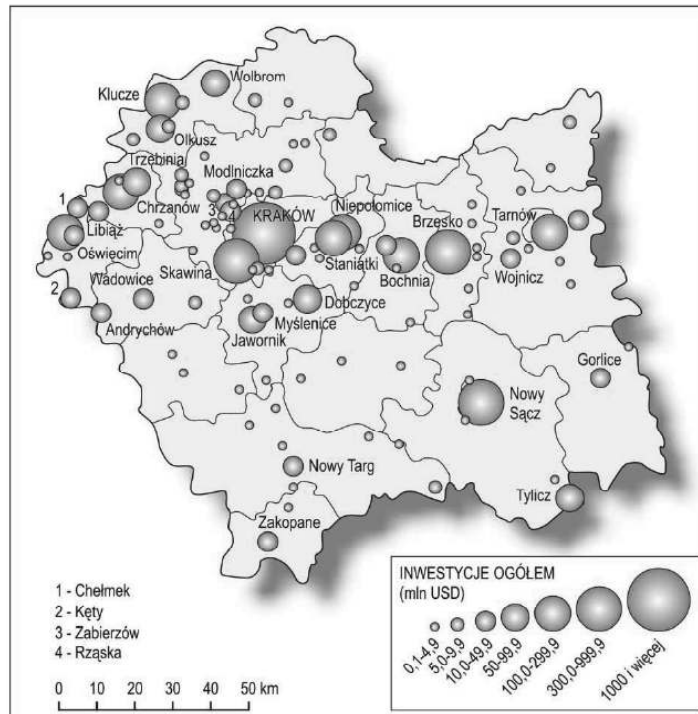 Wolbrom
Klucze
Olkusz
Trzebinia
Modlniczka
1
3
4
KRAKÓW
Niepołomice
Chrzanów
Libiąż
Brzesko
Tarnów
Oświęcim
Skawina
Staniątki
Bochnia
Wojnicz
Wadowice
2
Dobczyce
Andrychów
Myślenice
Jawornik
Gorlice
Nowy
Sącz
Nowy Targ
Tylicz
Zakopane
1 - Chełmek
2 - Kęty
3 - Zabierzów
4 - Rząska
0 10 20 30 40 50 km
INWESTYCJE OGÓŁEM
(mln USD)
0,1-4,9
5,0-9,9
10,0-49,9
50-99,9
100,0-299,9
300,0-999,9
1000 i więcej